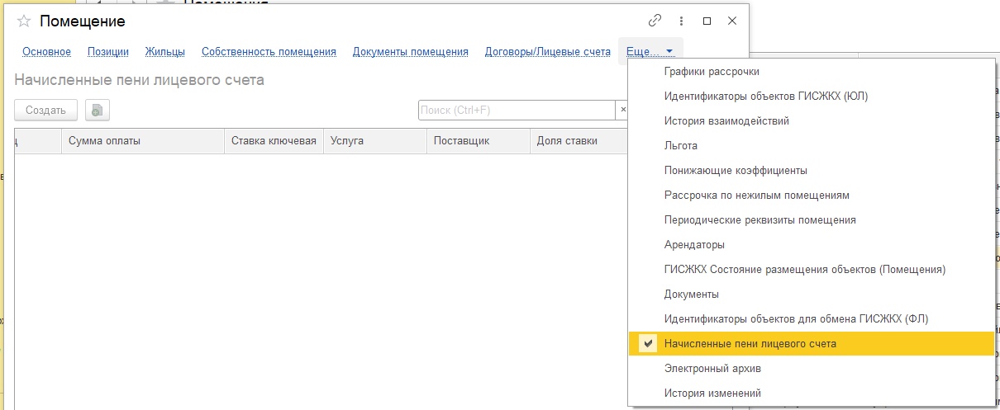 Помещения
Помещение
Основное Позиции Жильцы Собственность помещения Документы помещения Договоры/Лицевые счета Еще...
Начисленные пени лицевого счета
Создать Поиск (Ctrl+F) ×
Сумма оплаты Ставка ключевая Услуга Поставщик Доля ставки
Графики рассрочки
Идентификаторы объектов ГИСЖКХ (ЮЛ)
История взаимодействий
Льгота
Понижающие коэффициенты
Рассрочка по нежилым помещениям
Периодические реквизиты помещения
Арендаторы
ГИСЖКХ Состояние размещения объектов (Помещения)
Документы
Идентификаторы объектов для обмена ГИСЖКХ (ФЛ)
Начисленные пени лицевого счета
Электронный архив
История изменений